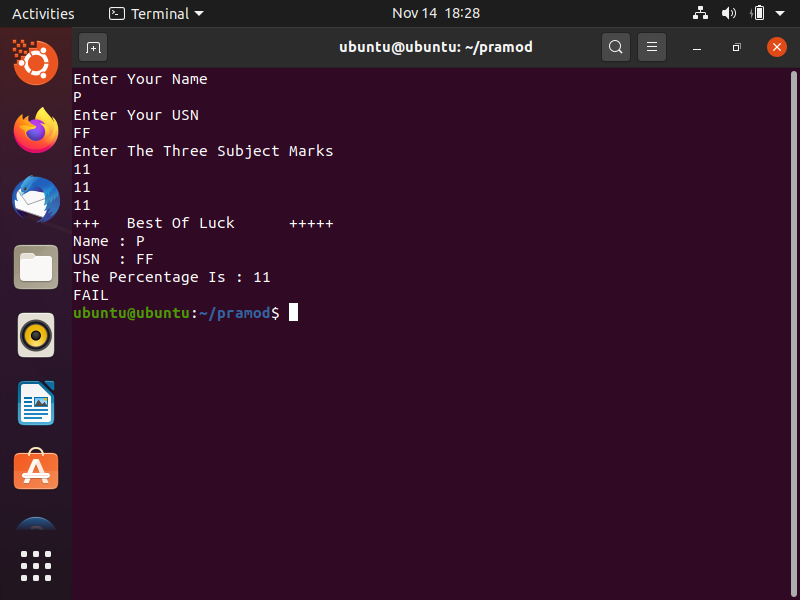 Activities Terminal Nov 14 18:28
ubuntu@ubuntu: ~/pramod
Enter Your Name
P
Enter Your USN
FF
Enter The Three Subject Marks
11
11
11
+++   Best Of Luck      +++++
Name : P
USN  : FF
The Percentage Is : 11
FAIL
ubuntu@ubuntu:~/pramod$